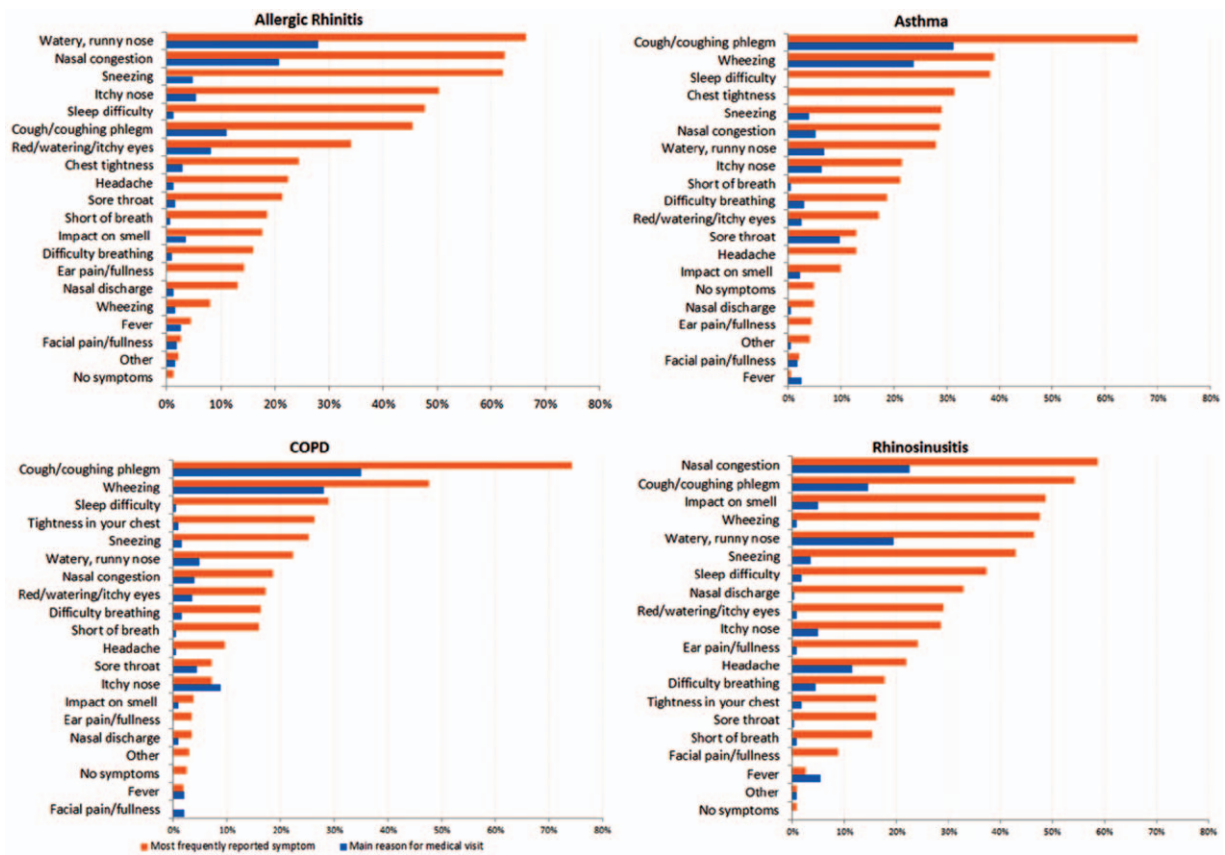 Allergic Rhinitis
Watery, runny nose
Nasal congestion
Sneezing
Itchy nose
Sleep difficulty
Cough/coughing phlegm
Red/watering/itchy eyes
Chest tightness
Headache
Sore throat
Short of breath
Impact on smell
Difficulty breathing
Ear pain/fullness
Nasal discharge
Wheezing
Fever
Facial pain/fullness
Other
No symptoms
0% 10% 20% 30% 40% 50% 60% 70% 80%
Asthma
Cough/coughing phlegm
Wheezing
Sleep difficulty
Chest tightness
Sneezing
Nasal congestion
Watery, runny nose
Itchy nose
Short of breath
Difficulty breathing
Red/watering/itchy eyes
Sore throat
Headache
Impact on smell
No symptoms
Nasal discharge
Ear pain/fullness
Other
Facial pain/fullness
Fever
0% 10% 20% 30% 40% 50% 60% 70% 80%
COPD
Cough/coughing phlegm
Wheezing
Sleep difficulty
Tightness in your chest
Sneezing
Watery, runny nose
Nasal congestion
Red/watering/itchy eyes
Difficulty breathing
Short of breath
Headache
Sore throat
Itchy nose
Impact on smell
Ear pain/fullness
Nasal discharge
Other
No symptoms
Fever
Facial pain/fullness
0% 10% 20% 30% 40% 50% 60% 70% 80%
Most frequently reported symptom Main reason for medical visit
Rhinosinusitis
Nasal congestion
Cough/coughing phlegm
Impact on smell
Wheezing
Watery, runny nose
Sneezing
Sleep difficulty
Nasal discharge
Red/watering/itchy eyes
Itchy nose
Ear pain/fullness
Headache
Difficulty breathing
Tightness in your chest
Sore throat
Short of breath
Facial pain/fullness
Fever
Other
No symptoms
0% 10% 20% 30% 40% 50% 60% 70% 80%